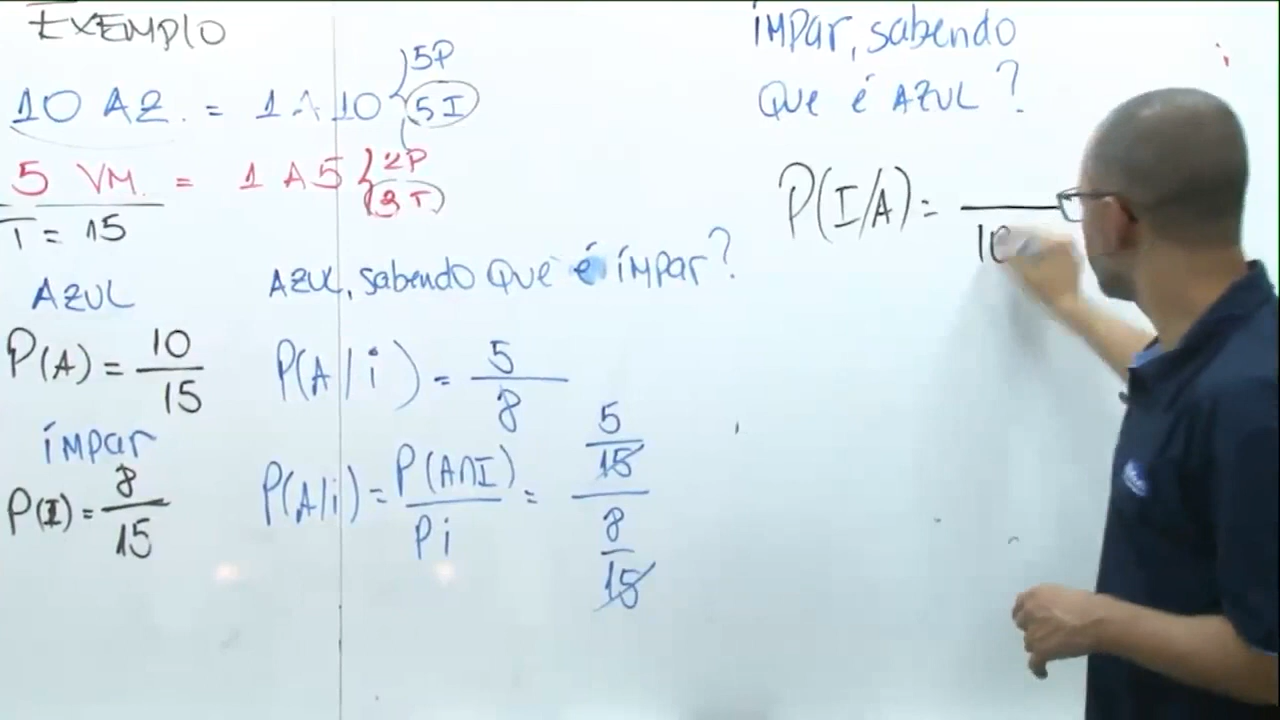 EXEMPLO
10 AZ. = 1 A 10 { 5P
5I
5 VM. = 1 A 5 { 2P
3I
T = 15
AZUL
P(A) = 10/15
ímpar
P(I) = 8/15
AZUL, sabendo que é ímpar?
P(A/i) = 5/8
P(A/i) = P(A∩I)/Pi = 5/15 / 8/15
ímpar, sabendo
que é AZUL?
P(I/A) = /10